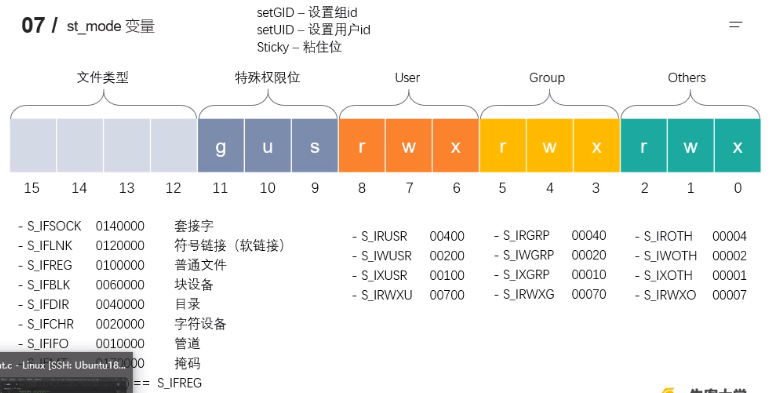 07 / st_mode 变量
setGID – 设置组id
setUID – 设置用户id
Sticky – 粘住位
文件类型 特殊权限位 User Group Others
g u s r w x r w x r w x
15 14 13 12 11 10 9 8 7 6 5 4 3 2 1 0
- S_IFSOCK 0140000 套接字
- S_IFLNK 0120000 符号链接（软链接）
- S_IFREG 0100000 普通文件
- S_IFBLK 0060000 块设备
- S_IFDIR 0040000 目录
- S_IFCHR 0020000 字符设备
- S_IFIFO 0010000 管道
掩码
== S_IFREG
- S_IRUSR 00400
- S_IWUSR 00200
- S_IXUSR 00100
- S_IRWXU 00700
- S_IRGRP 00040
- S_IWGRP 00020
- S_IXGRP 00010
- S_IRWXG 00070
- S_IROTH 00004
- S_IWOTH 00002
- S_IXOTH 00001
- S_IRWXO 00007
nt.c - Linux [SSH: Ubuntu18...